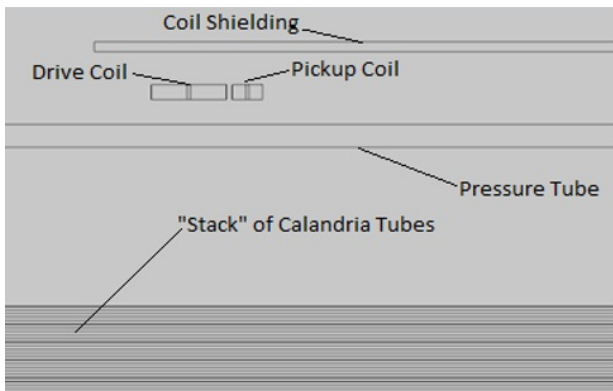 Coil Shielding
Drive Coil
Pickup Coil
Pressure Tube
"Stack" of Calandria Tubes